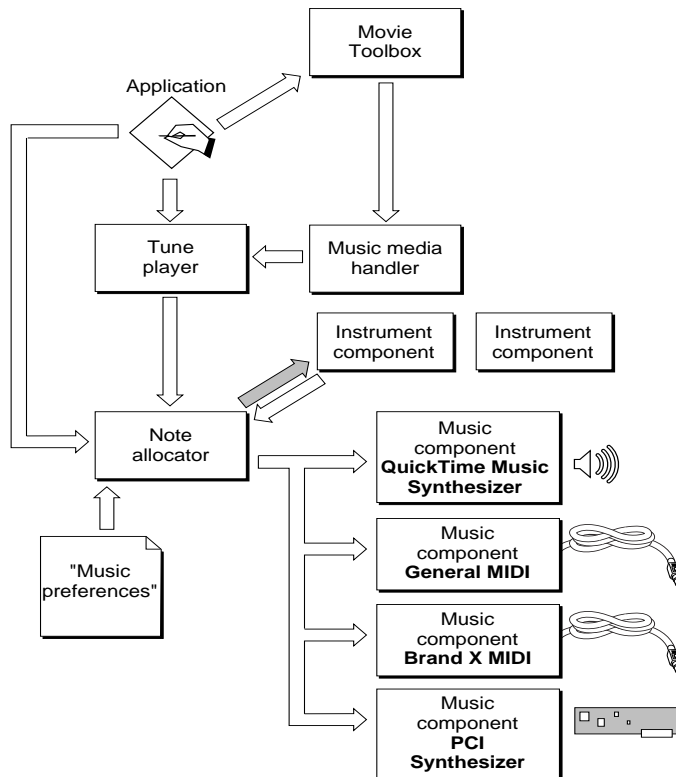 Movie
Toolbox
Application
Tune
player
Music media
handler
Instrument
component
Instrument
component
Note
allocator
Music
component
QuickTime Music
Synthesizer
"Music
preferences"
Music
component
General MIDI
Music
component
Brand X MIDI
Music
component
PCI
Synthesizer